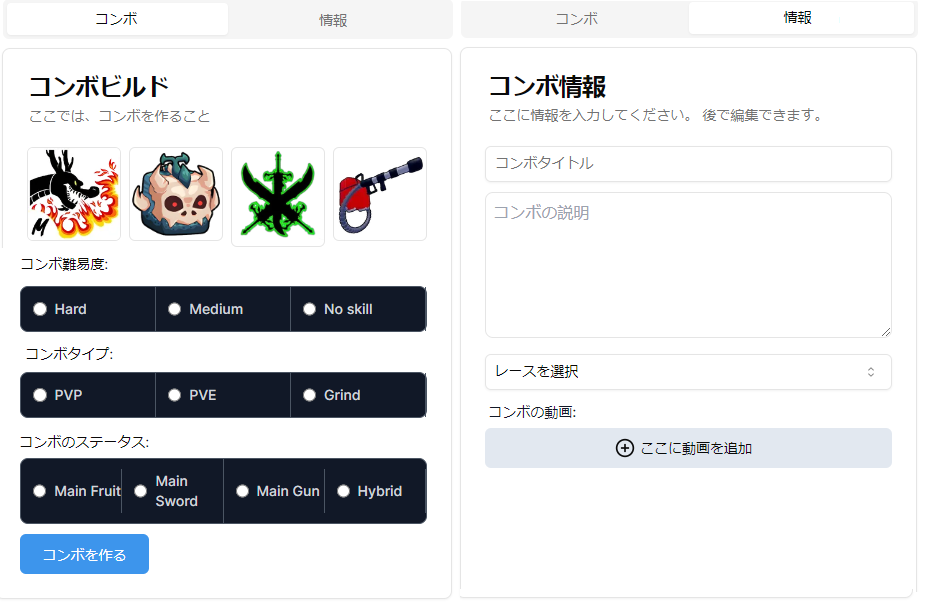 コンボ
情報
コンボビルド
ここでは、コンボを作ること
コンボ難易度:
Hard
Medium
No skill
コンボタイプ:
PVP
PVE
Grind
コンボのステータス:
Main Fruit
Main
Sword
Main Gun
Hybrid
コンボを作る
コンボ
情報
コンボ情報
ここに情報を入力してください。 後で編集できます。
コンボタイトル
コンボの説明
レースを選択
コンボの動画:
ここに動画を追加